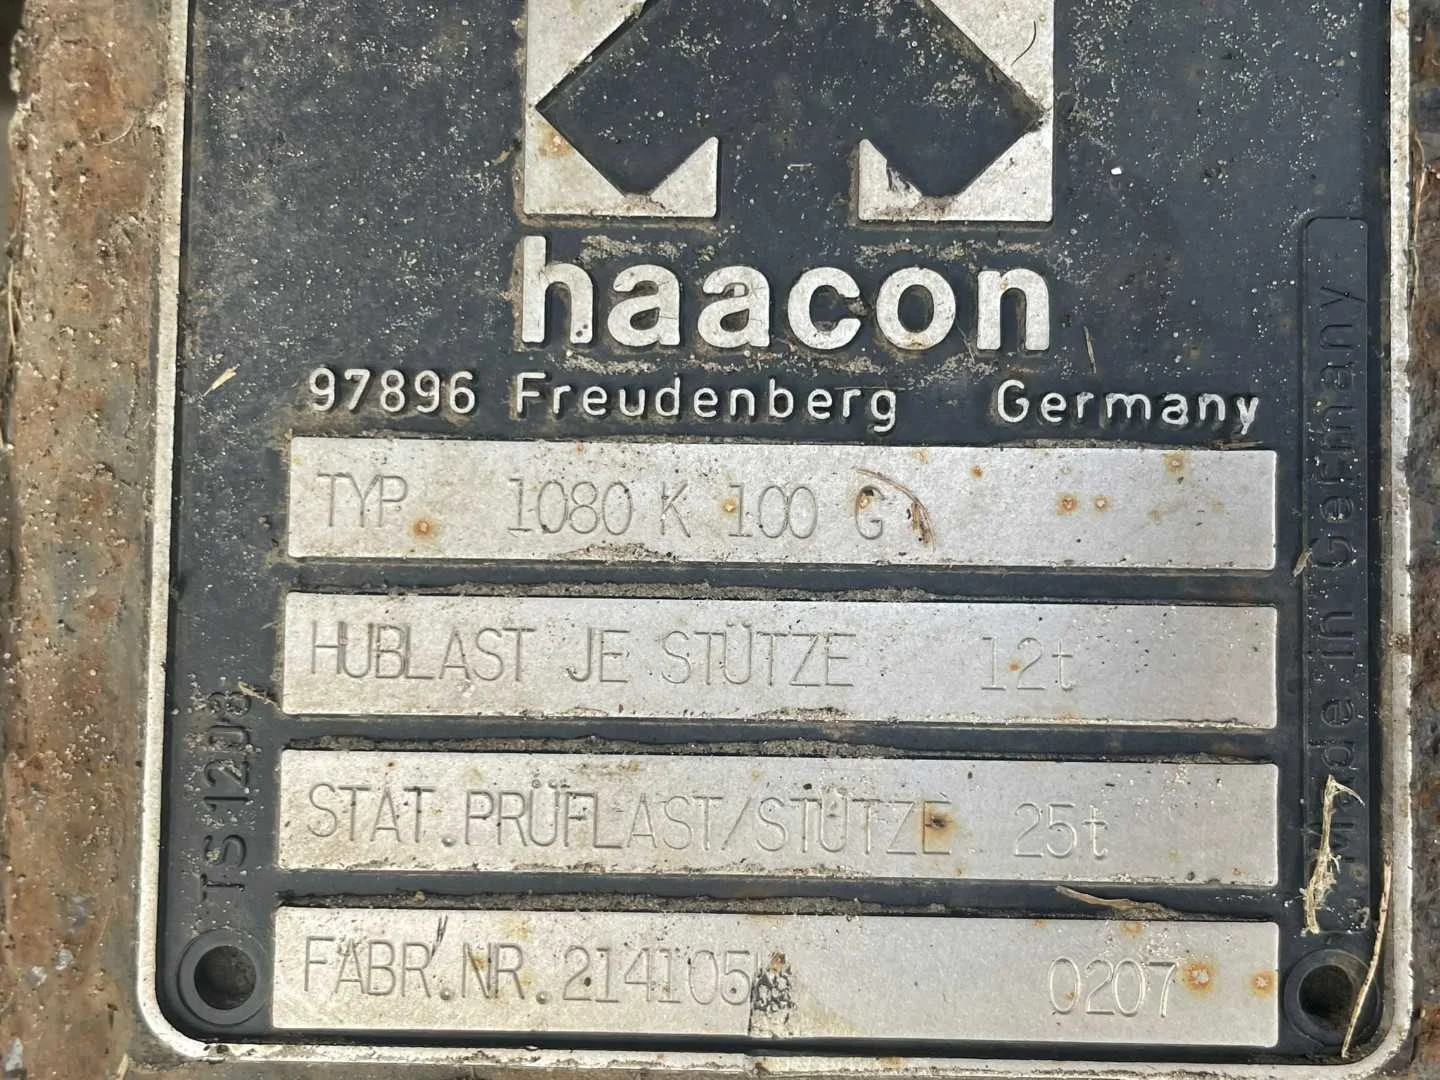 haacon
97896 Freudenberg Germany
TYP 1080 K 100 G
HUBLAST JE STÜTZE 12t
STAT.PRÜFLAST/STÜTZE 25t
FABR.NR.214105 0207
TS1208
Made in Germany